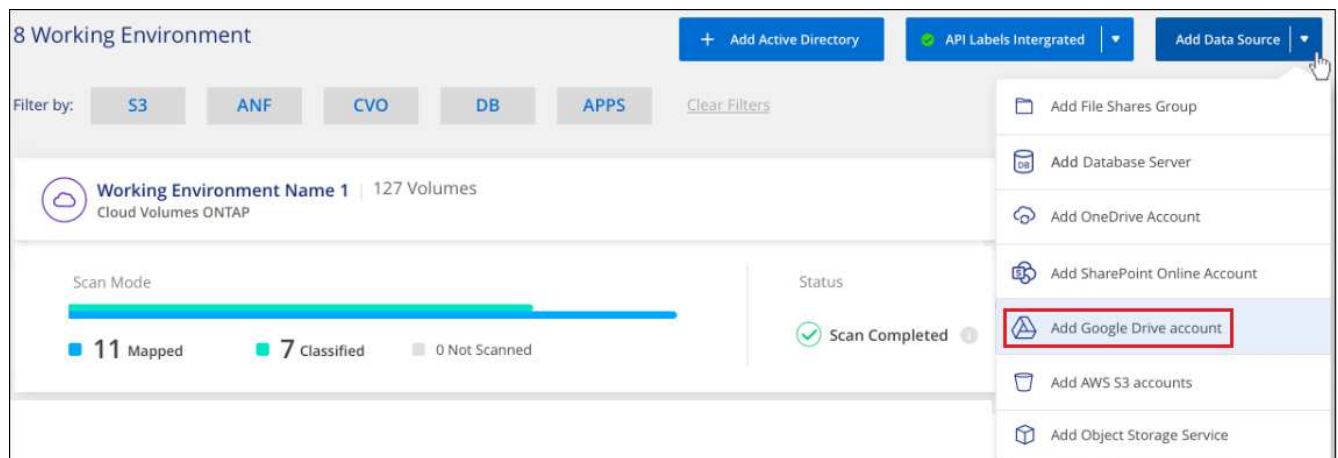 8 Working Environment
+ Add Active Directory
API Labels Intergrated
Add Data Source
Filter by:
S3
ANF
CVO
DB
APPS
Clear Filters
Working Environment Name 1 | 127 Volumes
Cloud Volumes ONTAP
Scan Mode
11 Mapped
7 Classified
0 Not Scanned
Status
Scan Completed
Add File Shares Group
DB
Add Database Server
Add OneDrive Account
S
Add SharePoint Online Account
Add Google Drive account
Add AWS S3 accounts
Add Object Storage Service